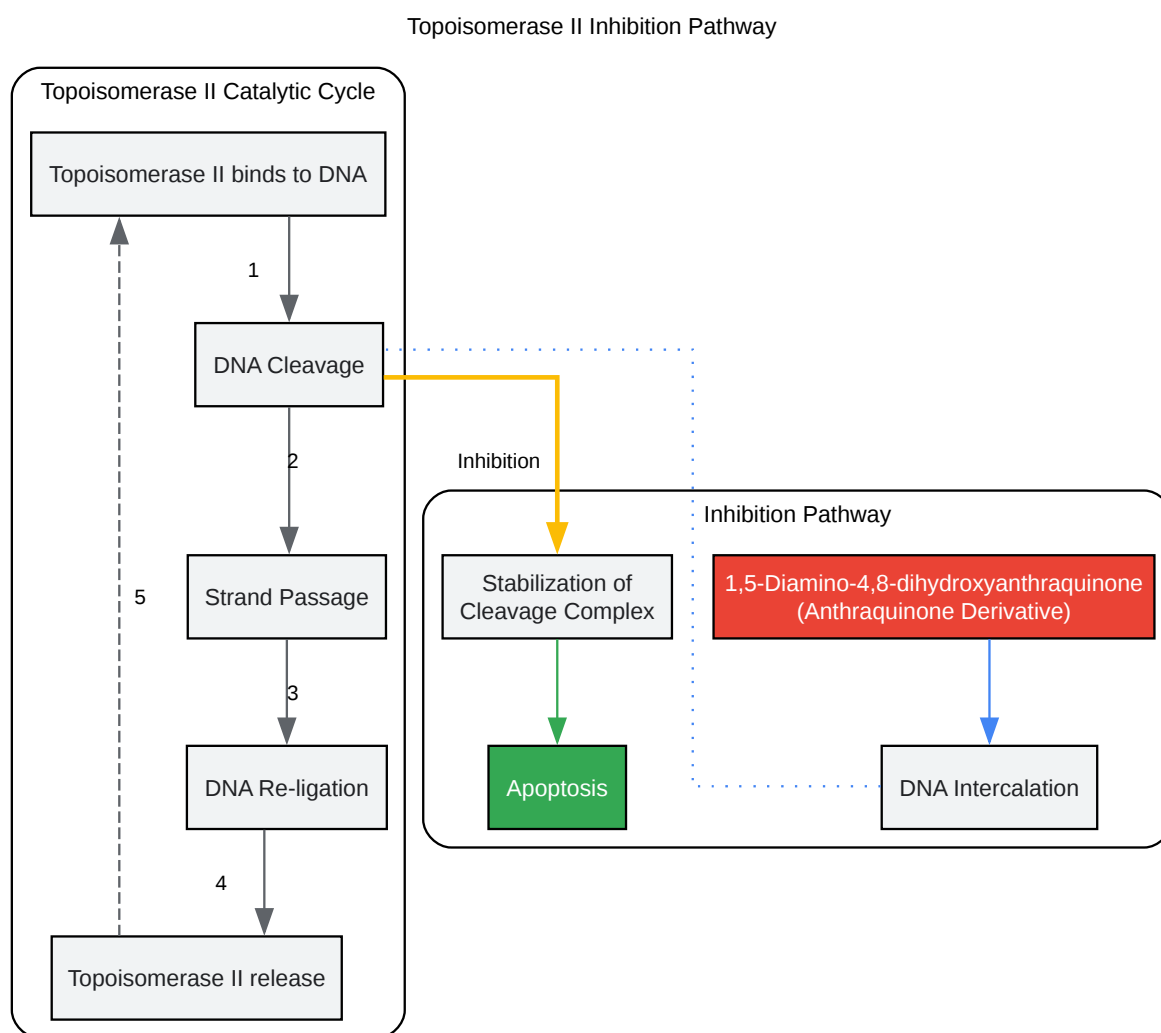 Topoisomerase II Inhibition Pathway
Topoisomerase II Catalytic Cycle
Topoisomerase II binds to DNA
1
DNA Cleavage
2
Inhibition
Strand Passage
5
3
DNA Re-ligation
4
Topoisomerase II release
Inhibition Pathway
Stabilization of
Cleavage Complex
1,5-Diamino-4,8-dihydroxyanthraquinone
(Anthraquinone Derivative)
Apoptosis
DNA Intercalation